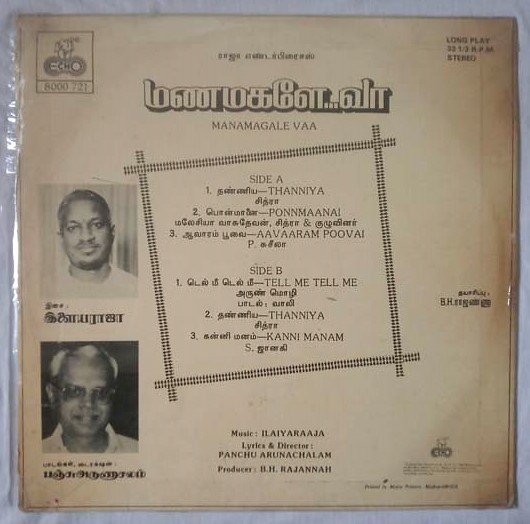 ECHO
8000 721
ராஜா எண்டர்பிரைசஸ்
LONG PLAY
33 1/3 R.P.M.
STEREO
மணமகளே...வா
MANAMAGALE VAA
SIDE A
1. தண்ணிய—THANNIYA
சித்ரா
2. பொன்மானை—PONNMAANAI
மலேசியா வாசுதேவன், சித்ரா & குழுவினர்
3. ஆவாரம் பூவை—AAVAARAM POOVAI
P. சுசீலா
SIDE B
1. டெல் மீ டெல் மீ—TELL ME TELL ME
அருண் மொழி
பாடல் : வாலி
2. தண்ணிய—THANNIYA
சித்ரா
3. கன்னி மனம்—KANNI MANAM
S. ஜானகி
இசை :
இளையராஜா
தயாரிப்பு :
B.H.ராஜண்ணா
பாடல்கள், டைரக்ஷன் :
பஞ்சுஅருணாசலம்
Music : ILAIYARAAJA
Lyrics & Director :
PANCHU ARUNACHALAM
Producer : B.H. RAJANNAH
ECHO